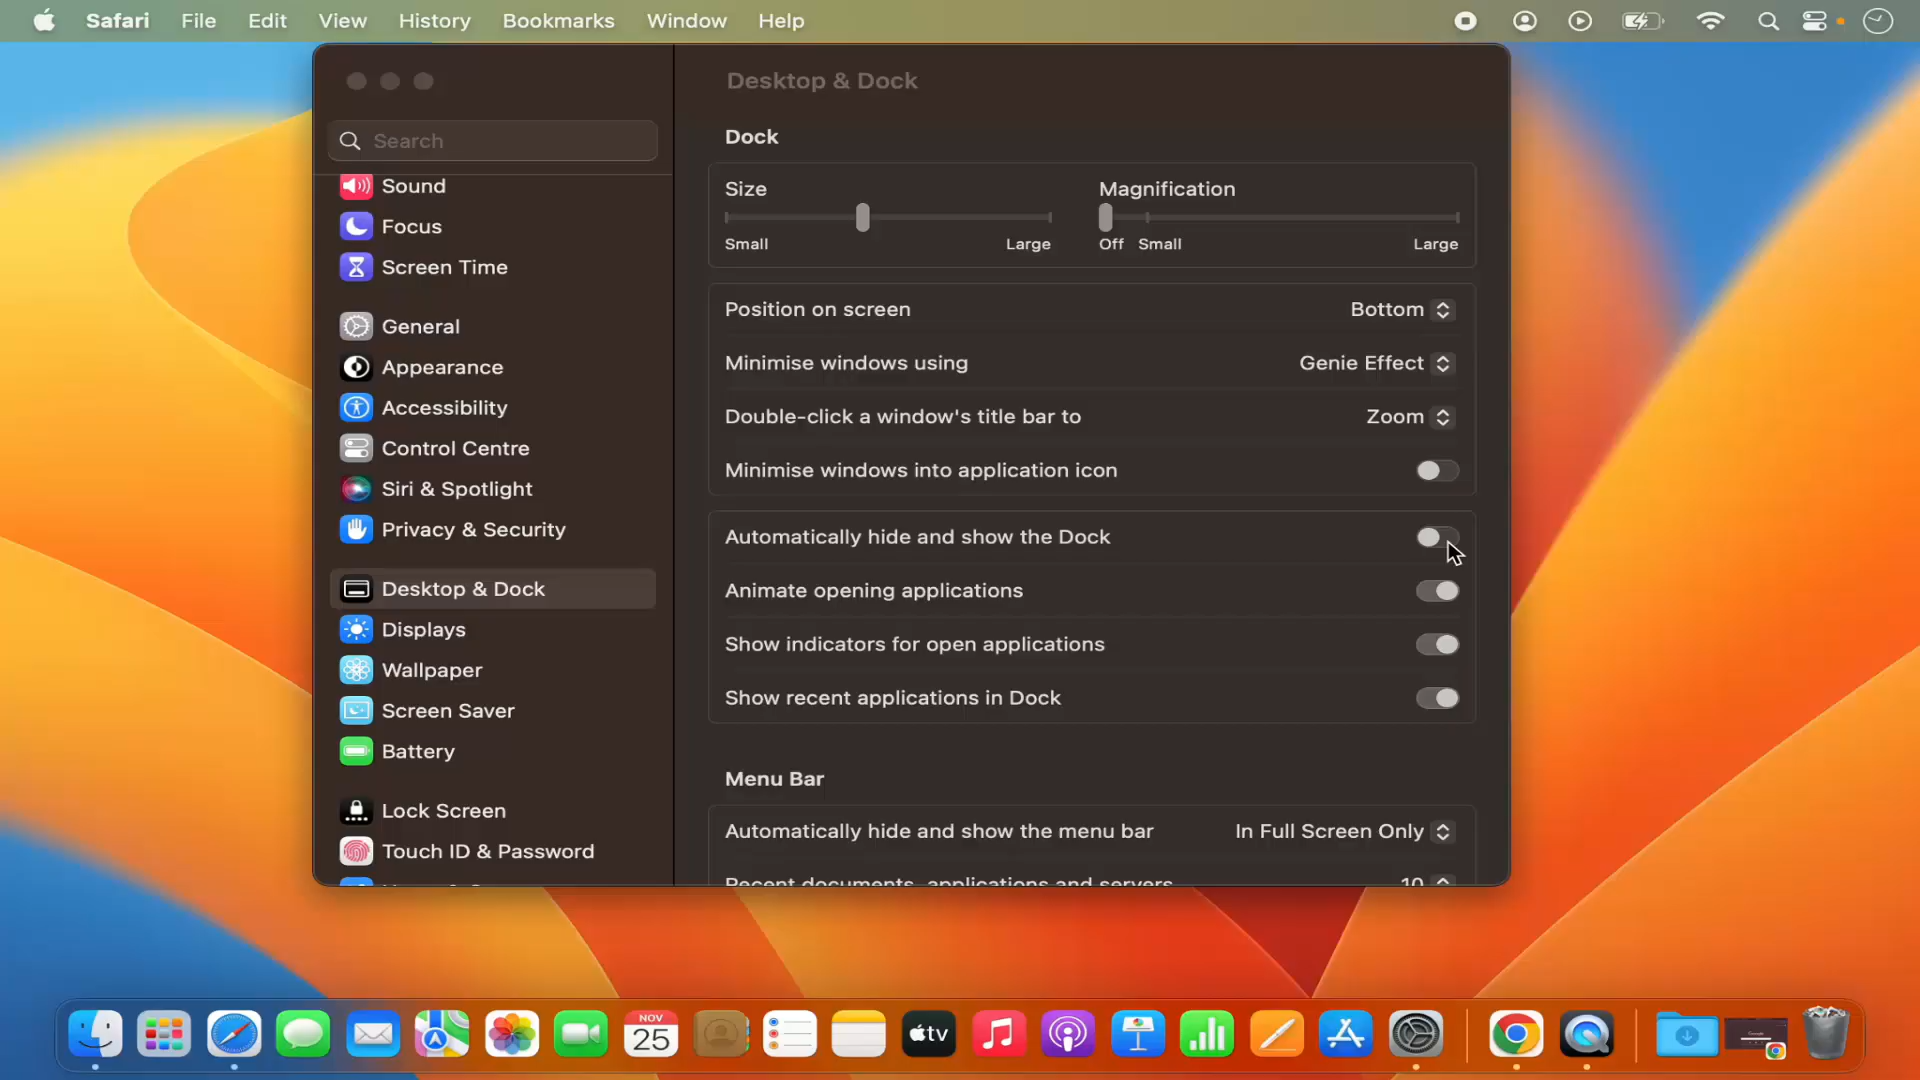 Safari File Edit View History Bookmarks Window Help
Desktop & Dock
Search
Sound
Focus
Screen Time
General
Appearance
Accessibility
Control Centre
Siri & Spotlight
Privacy & Security
Desktop & Dock
Displays
Wallpaper
Screen Saver
Battery
Lock Screen
Touch ID & Password
Dock
Size Magnification
Small Large Off Small Large
Position on screen Bottom
Minimise windows using Genie Effect
Double-click a window's title bar to Zoom
Minimise windows into application icon
Automatically hide and show the Dock
Animate opening applications
Show indicators for open applications
Show recent applications in Dock
Menu Bar
Automatically hide and show the menu bar In Full Screen Only
Recent documents, applications and servers 10
NOV
25
tv